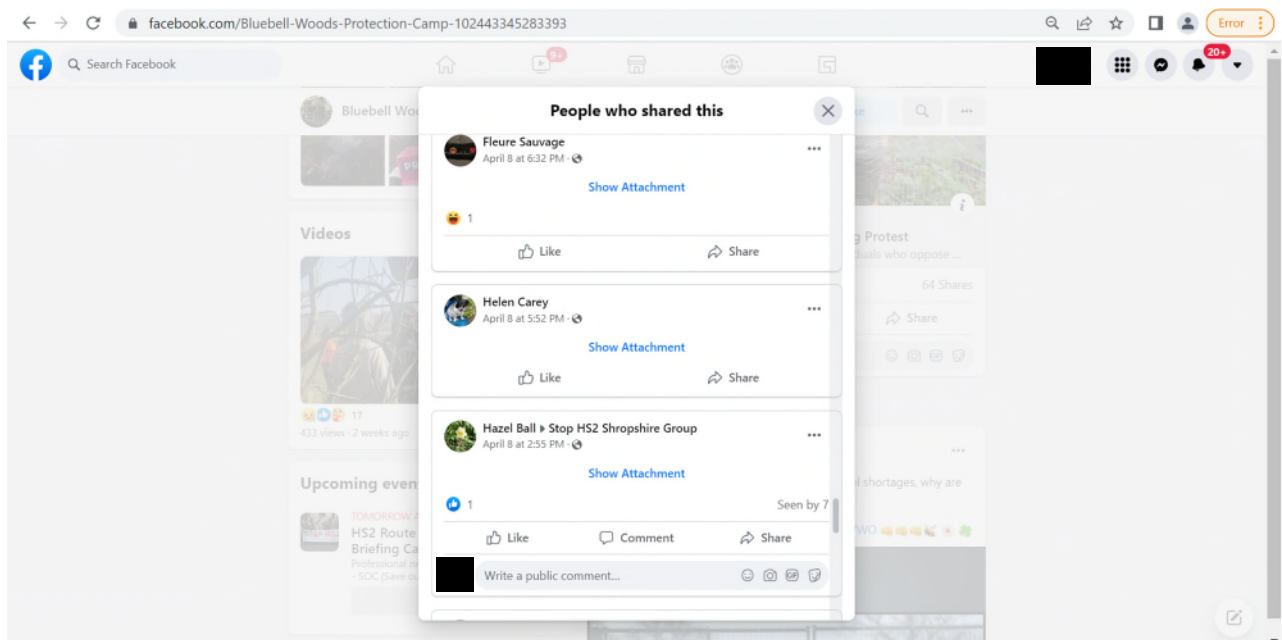 facebook.com/Bluebell-Woods-Protection-Camp-102443345283393
Error
Search Facebook
9+
20+
Bluebell Woo
People who shared this
Fleure Sauvage
April 8 at 6:32 PM ·
Show Attachment
1
Like
Share
Helen Carey
April 8 at 5:52 PM ·
Show Attachment
Like
Share
Hazel Ball ▸ Stop HS2 Shropshire Group
April 8 at 2:55 PM ·
Show Attachment
1
Seen by 7
Like
Comment
Share
Write a public comment...
GIF
Videos
17
433 views · 2 weeks ago
Upcoming even
TOMORROW A
HS2 Route
Briefing Ca
Professional ne
- SOC (Save ou
g Protest
duals who oppose ...
64 Shares
Share
GIF
el shortages, why are
WO